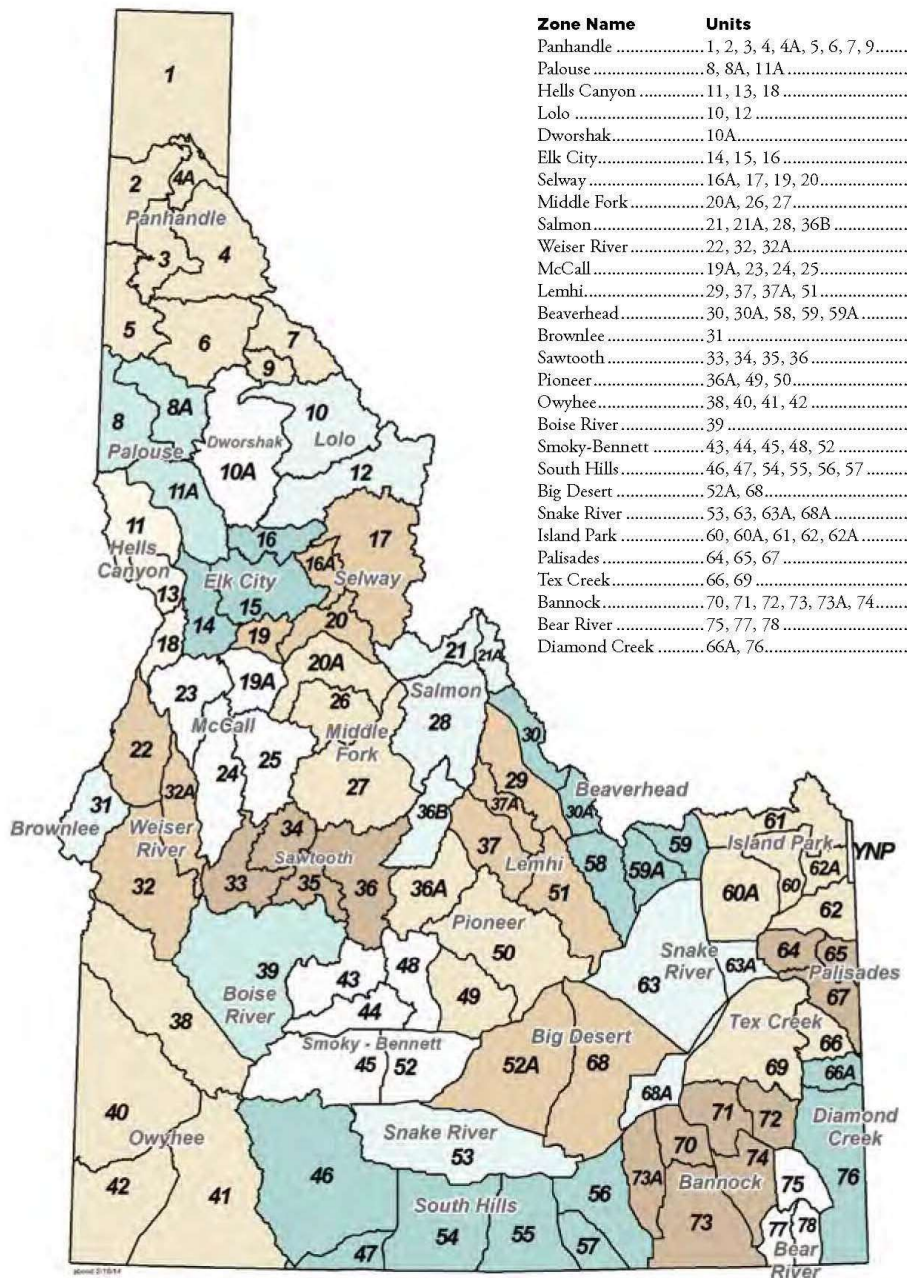 Zone Name Units
Panhandle ..................1, 2, 3, 4, 4A, 5, 6, 7, 9........
Palouse .........................8, 8A, 11A .............................
Hells Canyon ..............11, 13, 18 .............................
Lolo ..............................10, 12 ....................................
Dworshak.....................10A..........................................
Elk City.........................14, 15, 16 ..............................
Selway ...........................16A, 17, 19, 20.....................
Middle Fork .................20A, 26, 27...........................
Salmon ..........................21, 21A, 28, 36B ..................
Weiser River .................22, 32, 32A ...........................
McCall ..........................19A, 23, 24, 25.....................
Lemhi............................29, 37, 37A, 51.....................
Beaverhead ..................30, 30A, 58, 59, 59A ...........
Brownlee .......................31 ...........................................
Sawtooth .......................33, 34, 35, 36 .......................
Pioneer...........................36A, 49, 50...........................
Owyhee..........................38, 40, 41, 42 .......................
Boise River ...................39 ...........................................
Smoky-Bennett ...........43, 44, 45, 48, 52 ................
South Hills ...................46, 47, 54, 55, 56, 57 .........
Big Desert .....................52A, 68..................................
Snake River ...................53, 63, 63A, 68A .................
Island Park ...................60, 60A, 61, 62, 62A ..........
Palisades ........................64, 65, 67 ..............................
Tex Creek ......................66, 69 ....................................
Bannock ........................70, 71, 72, 73, 73A, 74......
Bear River .....................75, 77, 78 ..............................
Diamond Creek ..........66A, 76..................................
1
2
4A
Panhandle
3
4
5
6
7
9
8
8A
Palouse
Dworshak
10A
10
Lolo
12
11A
11
Hells
Canyon
13
18
16
Elk City
15
14
16A
17
Selway
19
20
20A
21
21A
23
19A
McCall
24
25
26
Middle
Fork
27
Salmon
28
36B
22
32A
31
Brownlee
Weiser
River
32
30
Beaverhead
30A
29
37A
37
Lemhi
51
58
59A
59
34
Sawtooth
33
35
36
36A
Pioneer
50
49
61
Island Park
YNP
62A
60A
60
62
39
Boise
River
43
48
44
Smoky - Bennett
45
52
Snake
River
63
63A
64
65
Palisades
67
38
Big Desert
52A
68
Tex Creek
66
69
66A
68A
40
Owyhee
42
41
Snake River
53
46
South Hills
47
54
55
56
57
71
72
70
73A
74
Bannock
73
Diamond
Creek
75
76
77
78
Bear
River